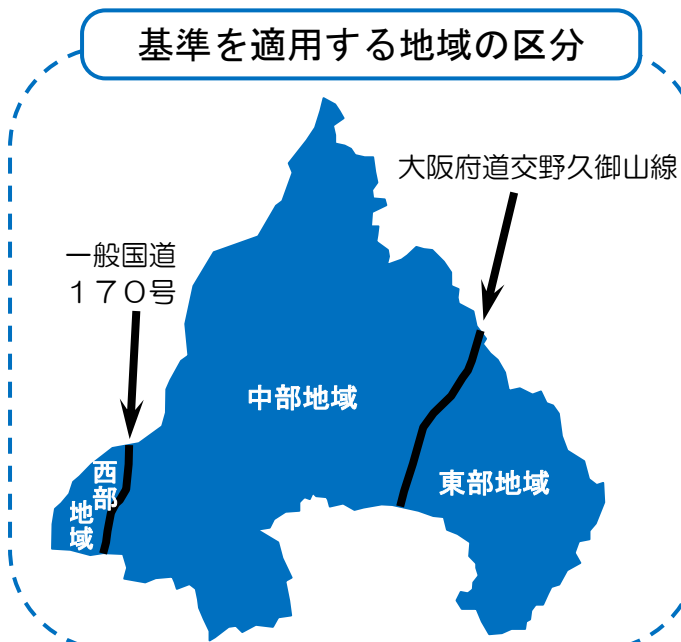 基準を適用する地域の区分
大阪府道交野久御山線
一般国道
１７０号
中部地域
西部
地域
東部地域